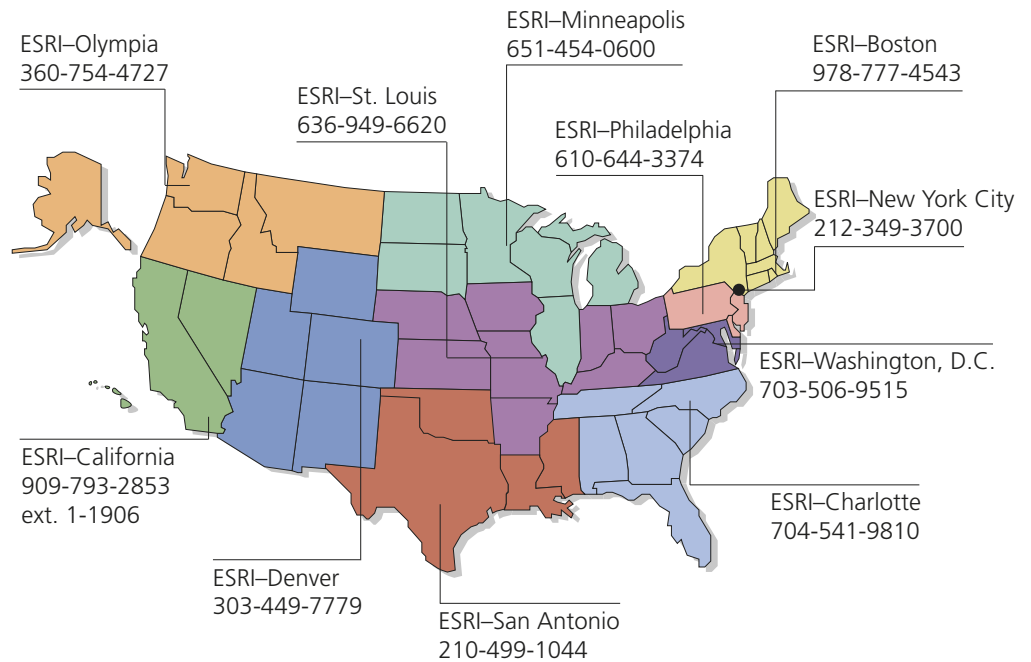 ESRI–Olympia
360-754-4727
ESRI–Minneapolis
651-454-0600
ESRI–Boston
978-777-4543
ESRI–St. Louis
636-949-6620
ESRI–Philadelphia
610-644-3374
ESRI–New York City
212-349-3700
ESRI–Washington, D.C.
703-506-9515
ESRI–California
909-793-2853
ext. 1-1906
ESRI–Charlotte
704-541-9810
ESRI–Denver
303-449-7779
ESRI–San Antonio
210-499-1044